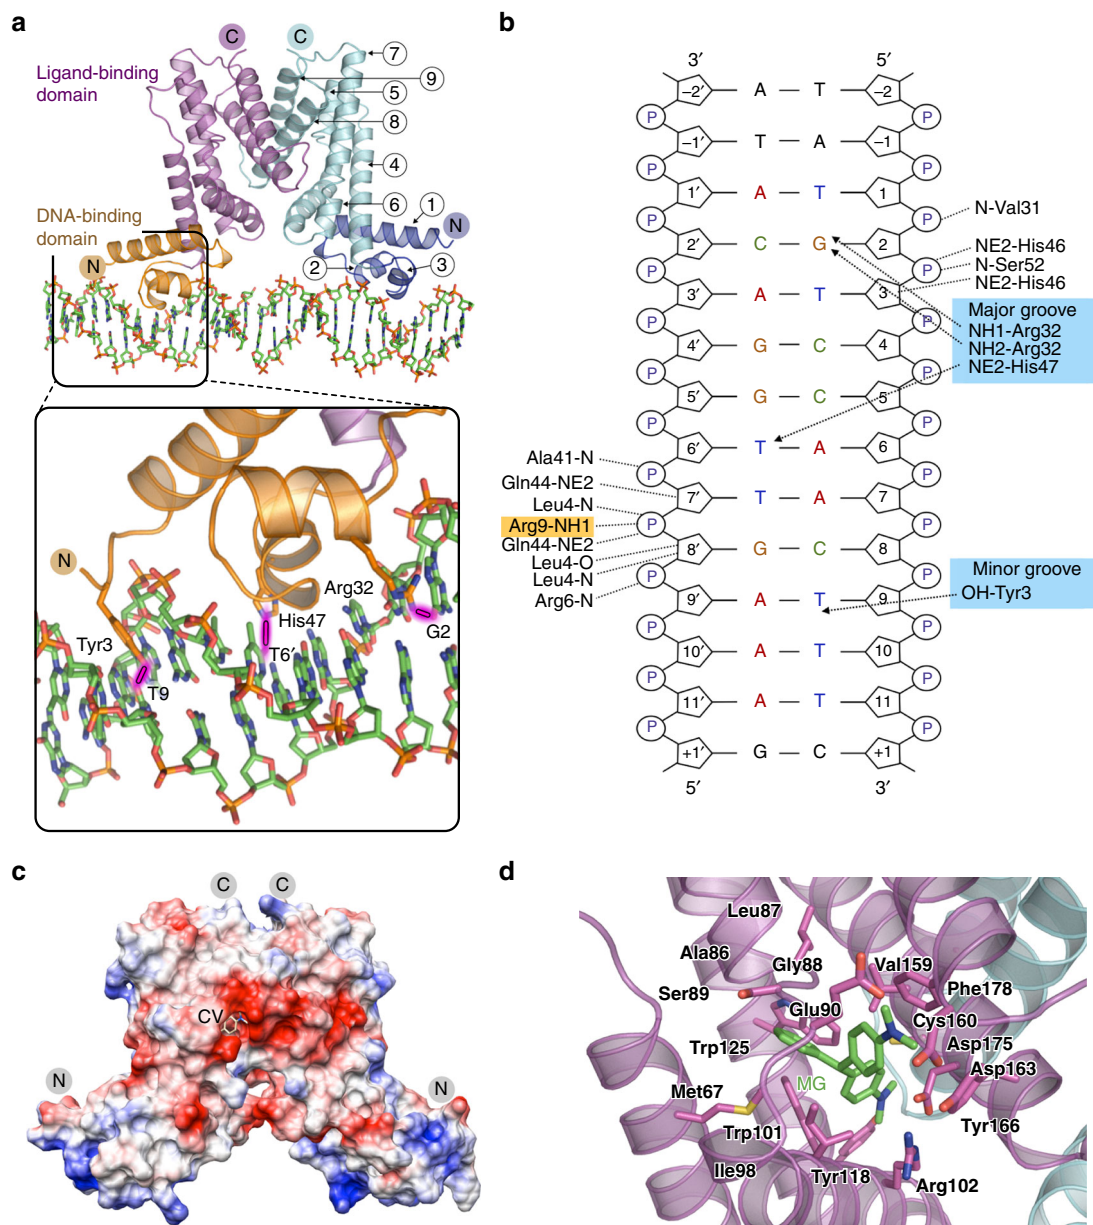 a
C C
Ligand-binding
domain
7
9
5
8
4
6
1
N
DNA-binding
domain
N
2
3
N
Tyr3
T9
Arg32
His47
T6′
G2
b
3′ 5′
−2′ A T −2
P P
−1′ T A −1
P P
1′ A T 1
P P N-Val31
2′ C G 2
NE2-His46
P P N-Ser52
3′ A T 3 NE2-His46
P P Major groove
NH1-Arg32
4′ G C 4 NH2-Arg32
P P NE2-His47
5′ G C 5
P P
6′ T A 6
Ala41-N P P
Gln44-NE2 7′ T A 7
Leu4-N
Arg9-NH1 P P
Gln44-NE2
8′ G C 8
Leu4-O
Leu4-N P P Minor groove
Arg6-N 9′ A T 9 OH-Tyr3
P P
10′ A T 10
P P
11′ A T 11
P P
+1′ G C +1
5′ 3′
c
C C
CV
N N
d
Leu87
Ala86
Gly88
Val159
Ser89
Phe178
Glu90
Cys160
Trp125
Asp175
MG
Asp163
Met67
Trp101
Tyr166
Ile98
Tyr118
Arg102